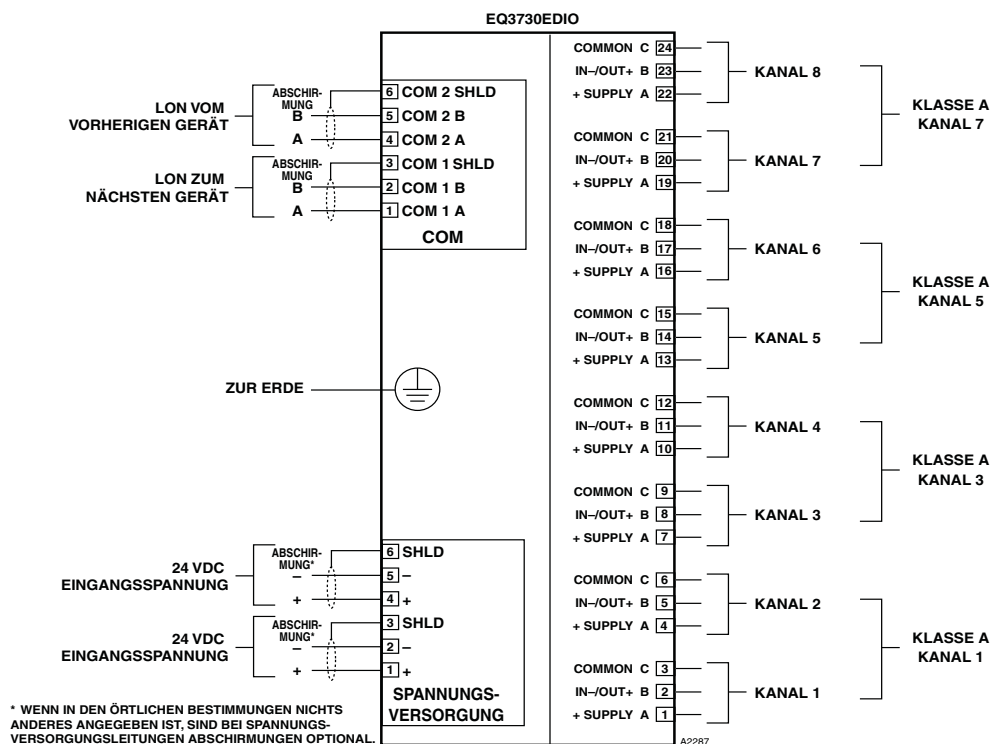 EQ3730EDIO
LON VOM
VORHERIGEN GERÄT
ABSCHIR-
MUNG
B
A
6 COM 2 SHLD
5 COM 2 B
4 COM 2 A
LON ZUM
NÄCHSTEN GERÄT
ABSCHIR-
MUNG
B
A
3 COM 1 SHLD
2 COM 1 B
1 COM 1 A
COM
ZUR ERDE
24 VDC
EINGANGSSPANNUNG
ABSCHIR-
MUNG*
–
+
6 SHLD
5 –
4 +
24 VDC
EINGANGSSPANNUNG
ABSCHIR-
MUNG*
–
+
3 SHLD
2 –
1 +
SPANNUNGS-
VERSORGUNG
* WENN IN DEN ÖRTLICHEN BESTIMMUNGEN NICHTS
ANDERES ANGEGEBEN IST, SIND BEI SPANNUNGS-
VERSORGUNGSLEITUNGEN ABSCHIRMUNGEN OPTIONAL.
COMMON C 24
IN–/OUT+ B 23
+ SUPPLY A 22
KANAL 8
COMMON C 21
IN–/OUT+ B 20
+ SUPPLY A 19
KANAL 7
KLASSE A
KANAL 7
COMMON C 18
IN–/OUT+ B 17
+ SUPPLY A 16
KANAL 6
COMMON C 15
IN–/OUT+ B 14
+ SUPPLY A 13
KANAL 5
KLASSE A
KANAL 5
COMMON C 12
IN–/OUT+ B 11
+ SUPPLY A 10
KANAL 4
COMMON C 9
IN–/OUT+ B 8
+ SUPPLY A 7
KANAL 3
KLASSE A
KANAL 3
COMMON C 6
IN–/OUT+ B 5
+ SUPPLY A 4
KANAL 2
COMMON C 3
IN–/OUT+ B 2
+ SUPPLY A 1
KANAL 1
KLASSE A
KANAL 1
A2287